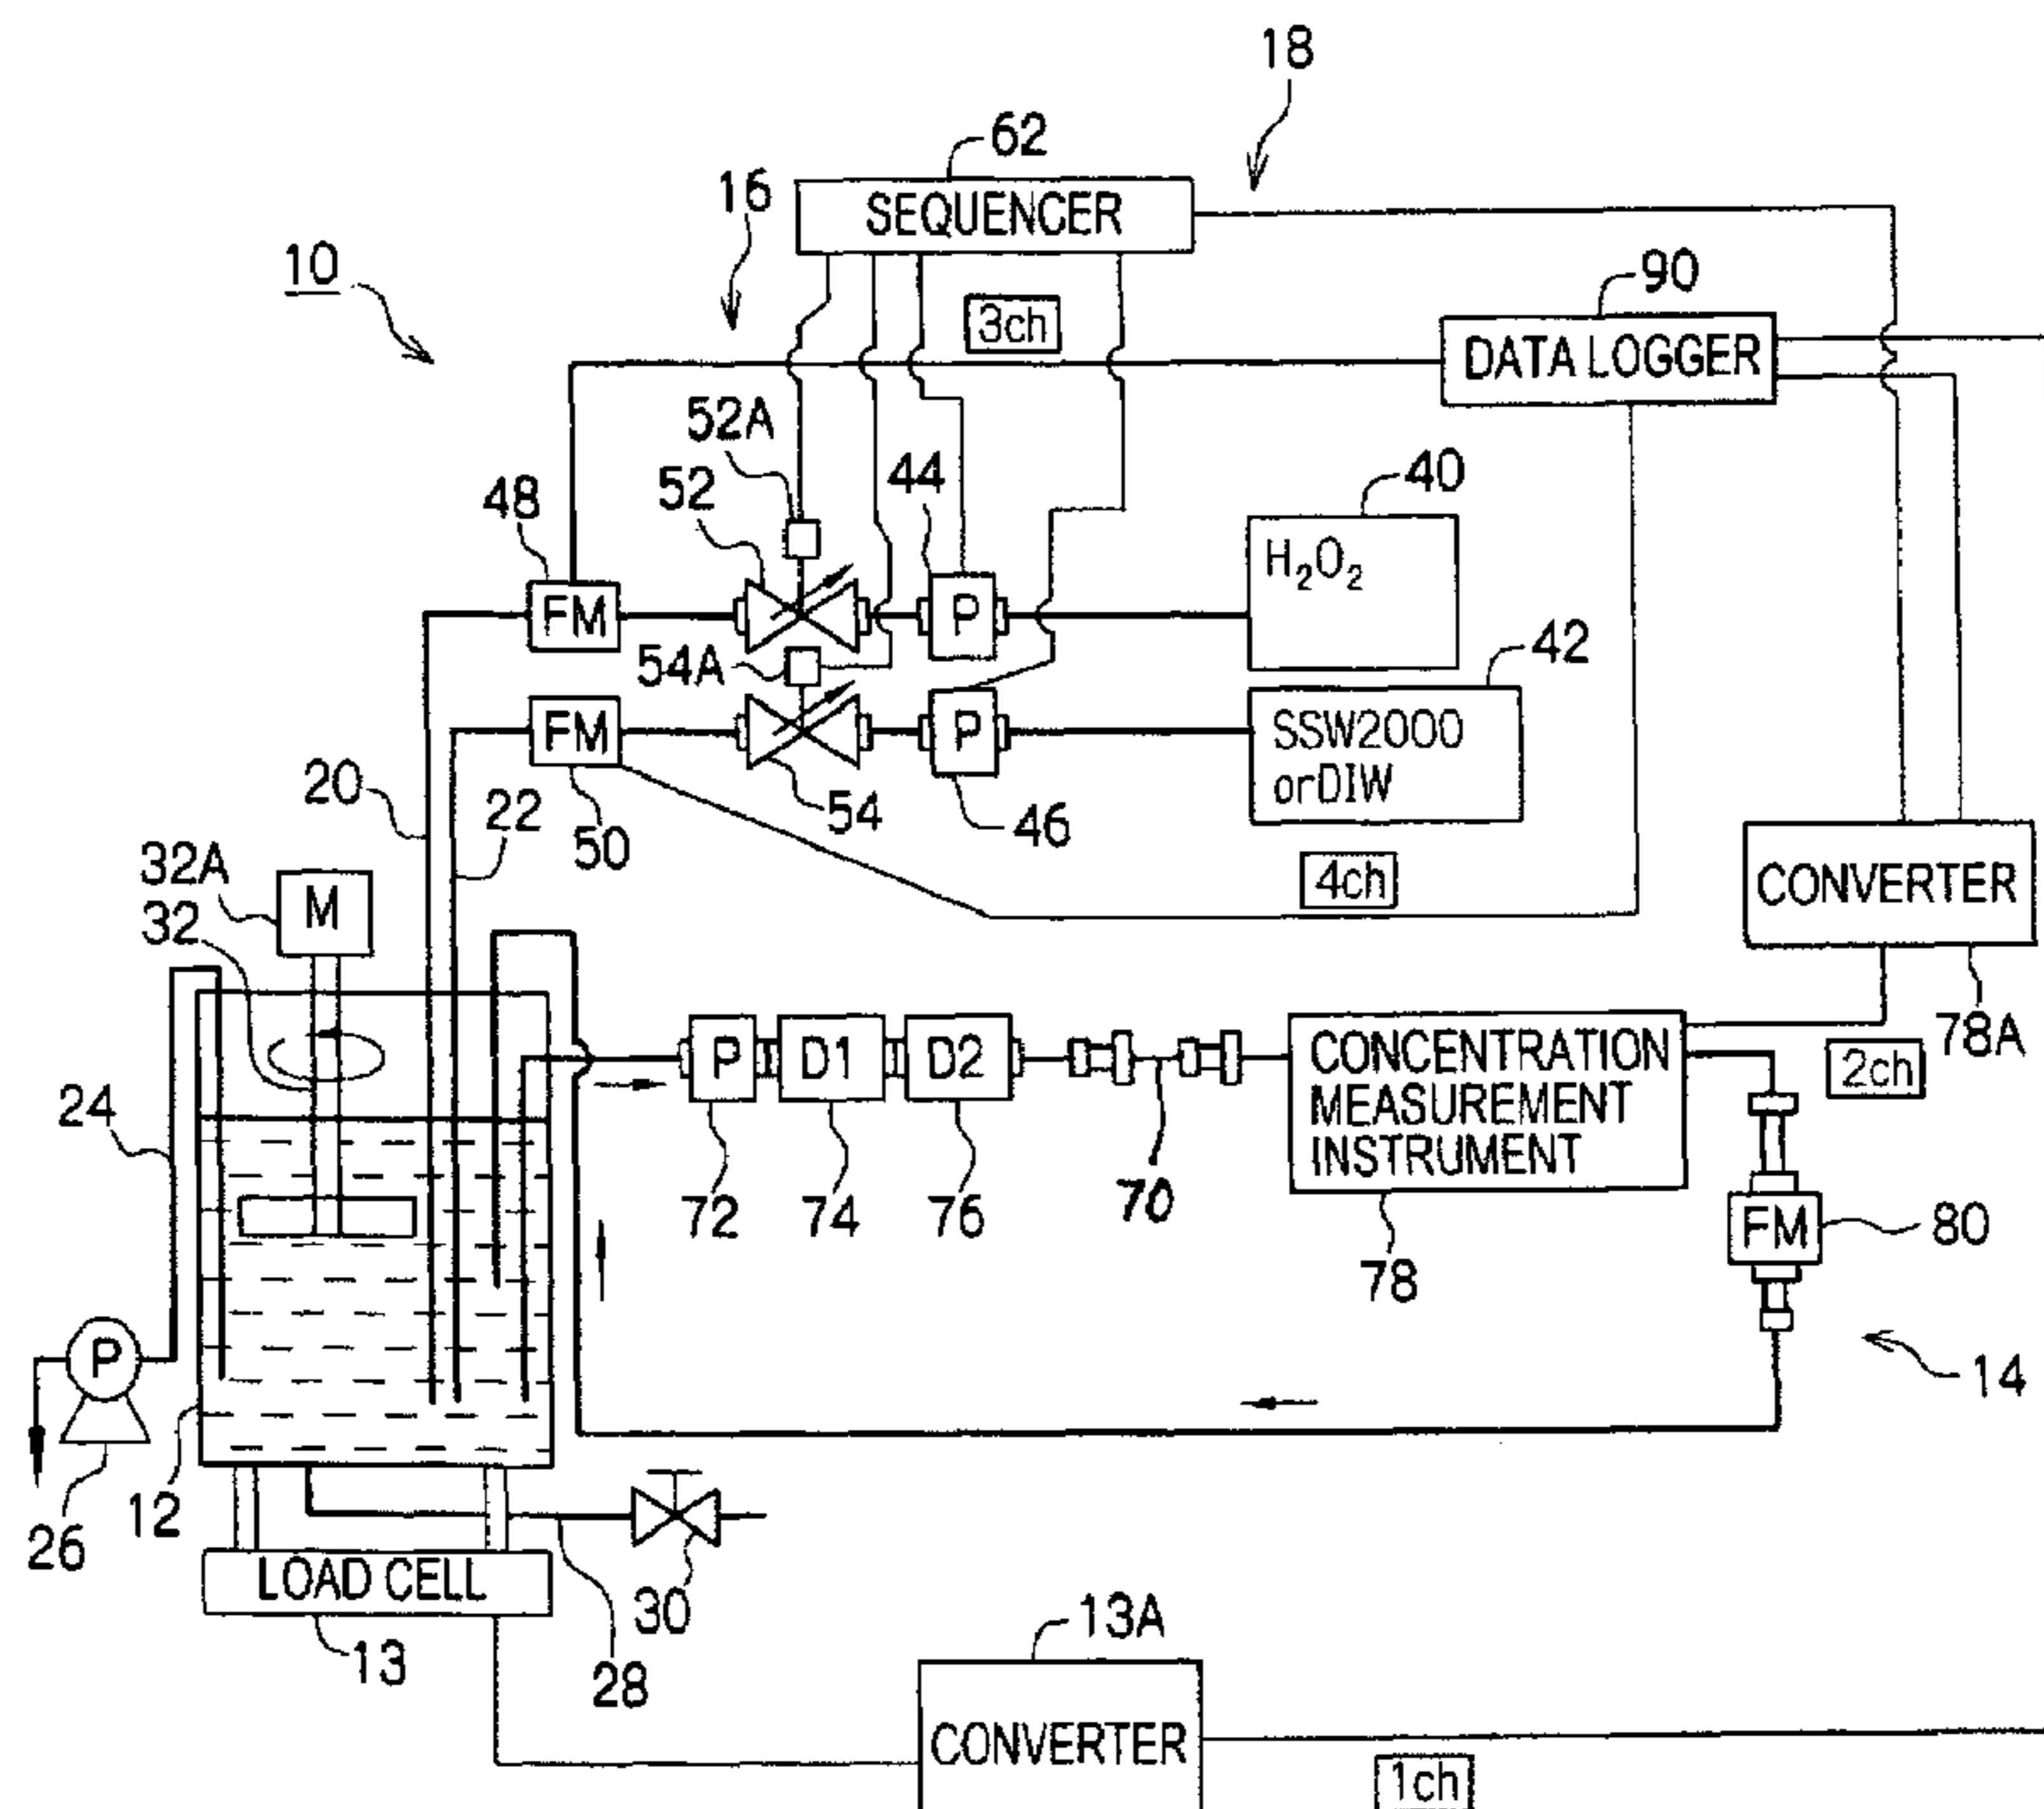 18
62
16
SEQUENCER
10
90
3ch
DATA LOGGER
52A
52
44
40
48
H₂O₂
FM
P
54A
42
FM
P
SSW2000
orDIW
20
22
50
54
46
32A
M
4ch
CONVERTER
32
78A
P
D1
D2
CONCENTRATION
MEASUREMENT
INSTRUMENT
2ch
24
72
74
76
70
78
FM
80
P
14
12
26
LOAD CELL
30
13
28
13A
CONVERTER
1ch